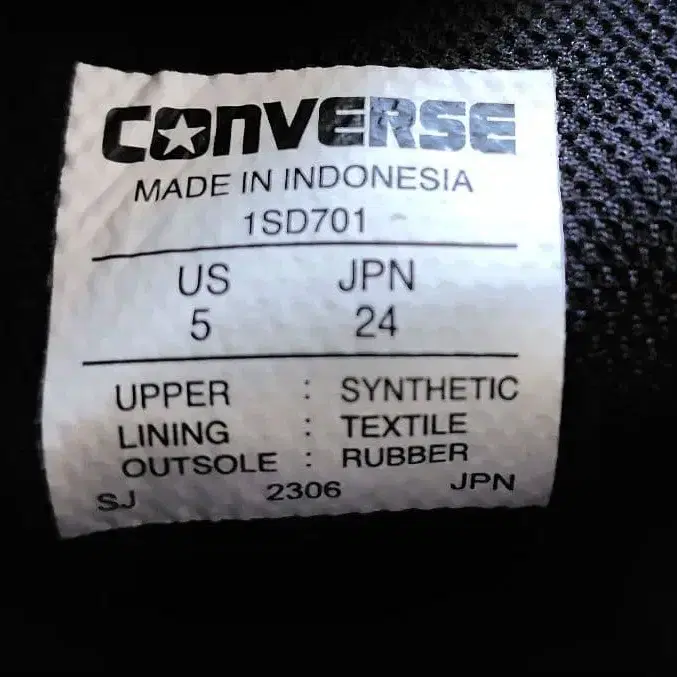 CONVERSE
MADE IN INDONESIA
1SD701
US JPN
5 24
UPPER : SYNTHETIC
LINING : TEXTILE
OUTSOLE : RUBBER
SJ 2306 JPN